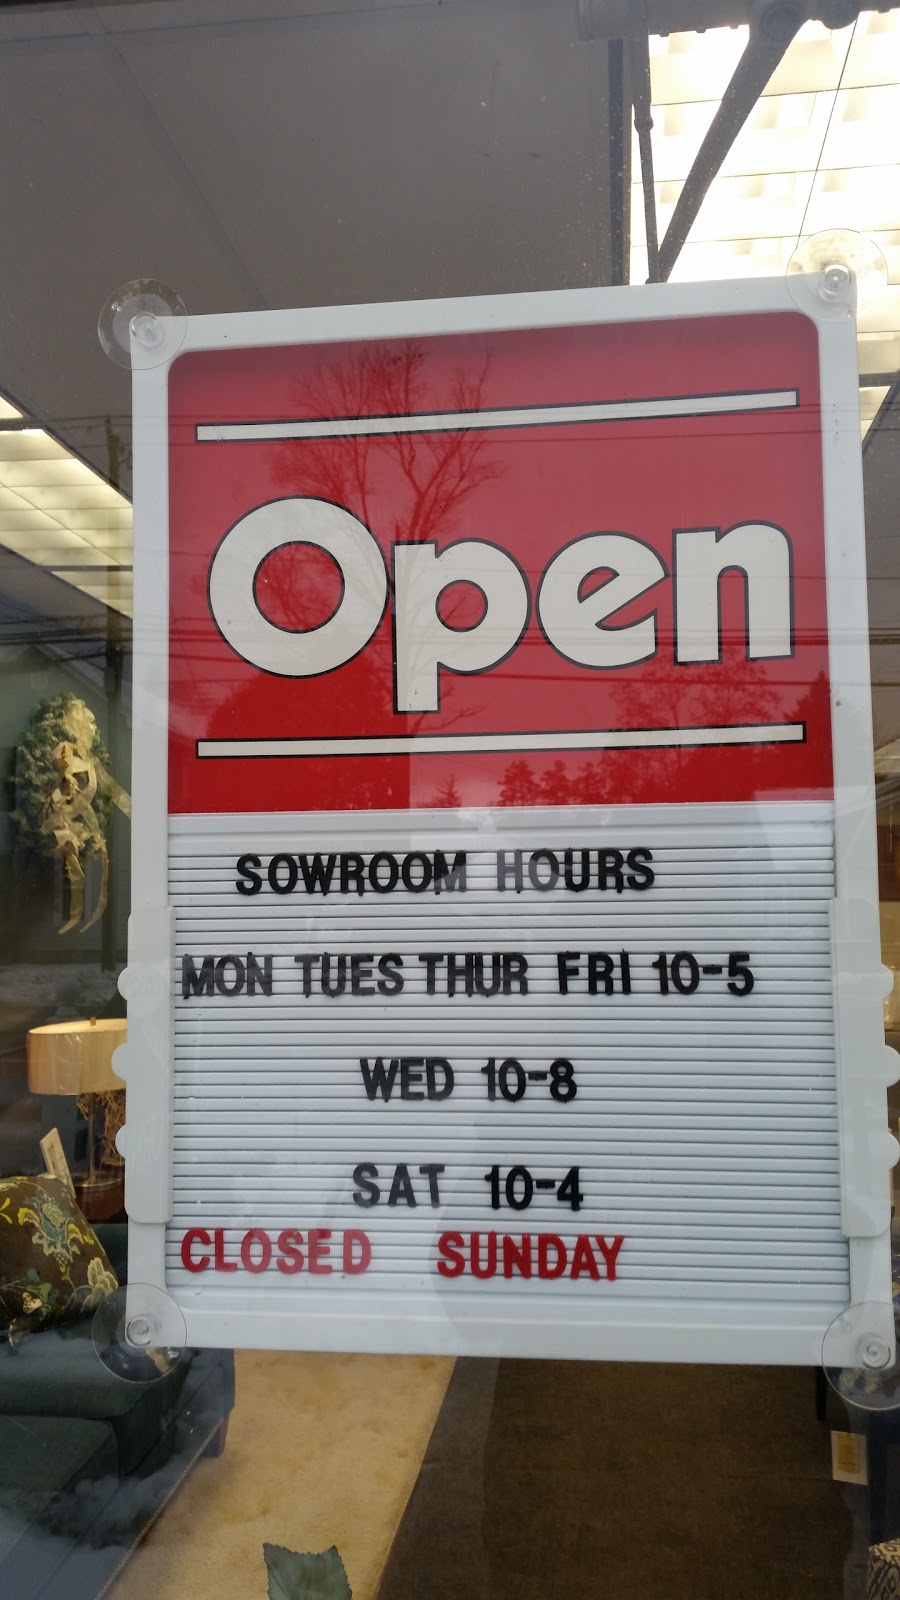 Open
SOWROOM HOURS
MON TUES THUR FRI 10-5
WED 10-8
SAT 10-4
CLOSED SUNDAY